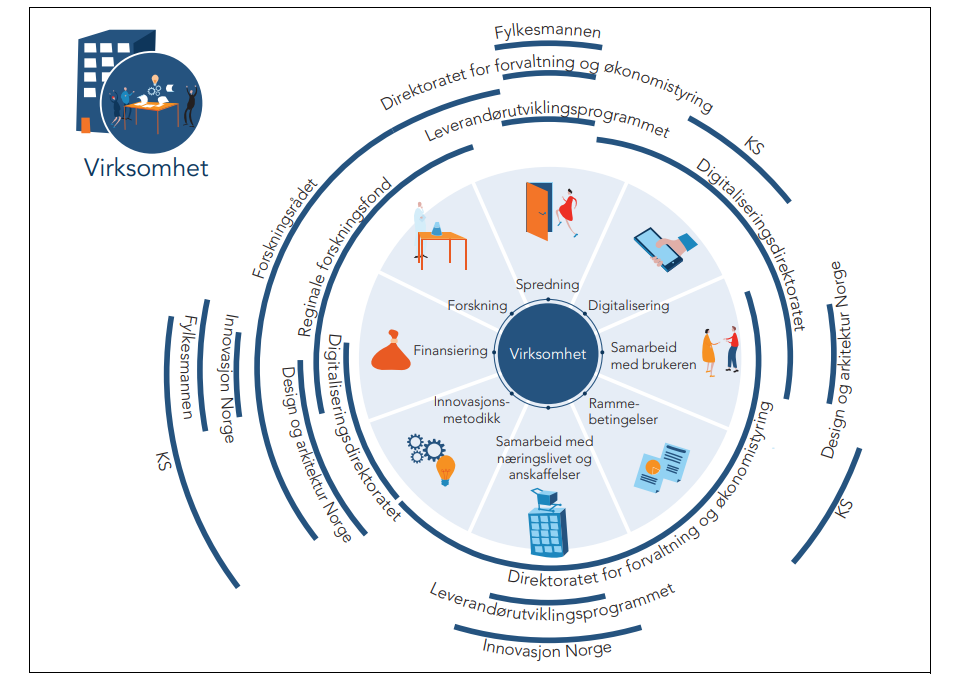 Virksomhet
Fylkesmannen
Direktoratet for forvaltning og økonomistyring
Leverandørutviklingsprogrammet
KS
Digitaliseringsdirektoratet
Forskningsrådet
Reginale forskningsfond
Spredning
Forskning
Digitalisering
Finansiering
Virksomhet
Samarbeid
med brukeren
Innovasjons-
metodikk
Ramme-
betingelser
Samarbeid med
næringslivet og
anskaffelser
Design og arkitektur Norge
KS
Fylkesmannen
Innovasjon Norge
KS
Design og arkitektur Norge
Digitaliseringsdirektoratet
Direktoratet for forvaltning og økonomistyring
Leverandørutviklingsprogrammet
Innovasjon Norge